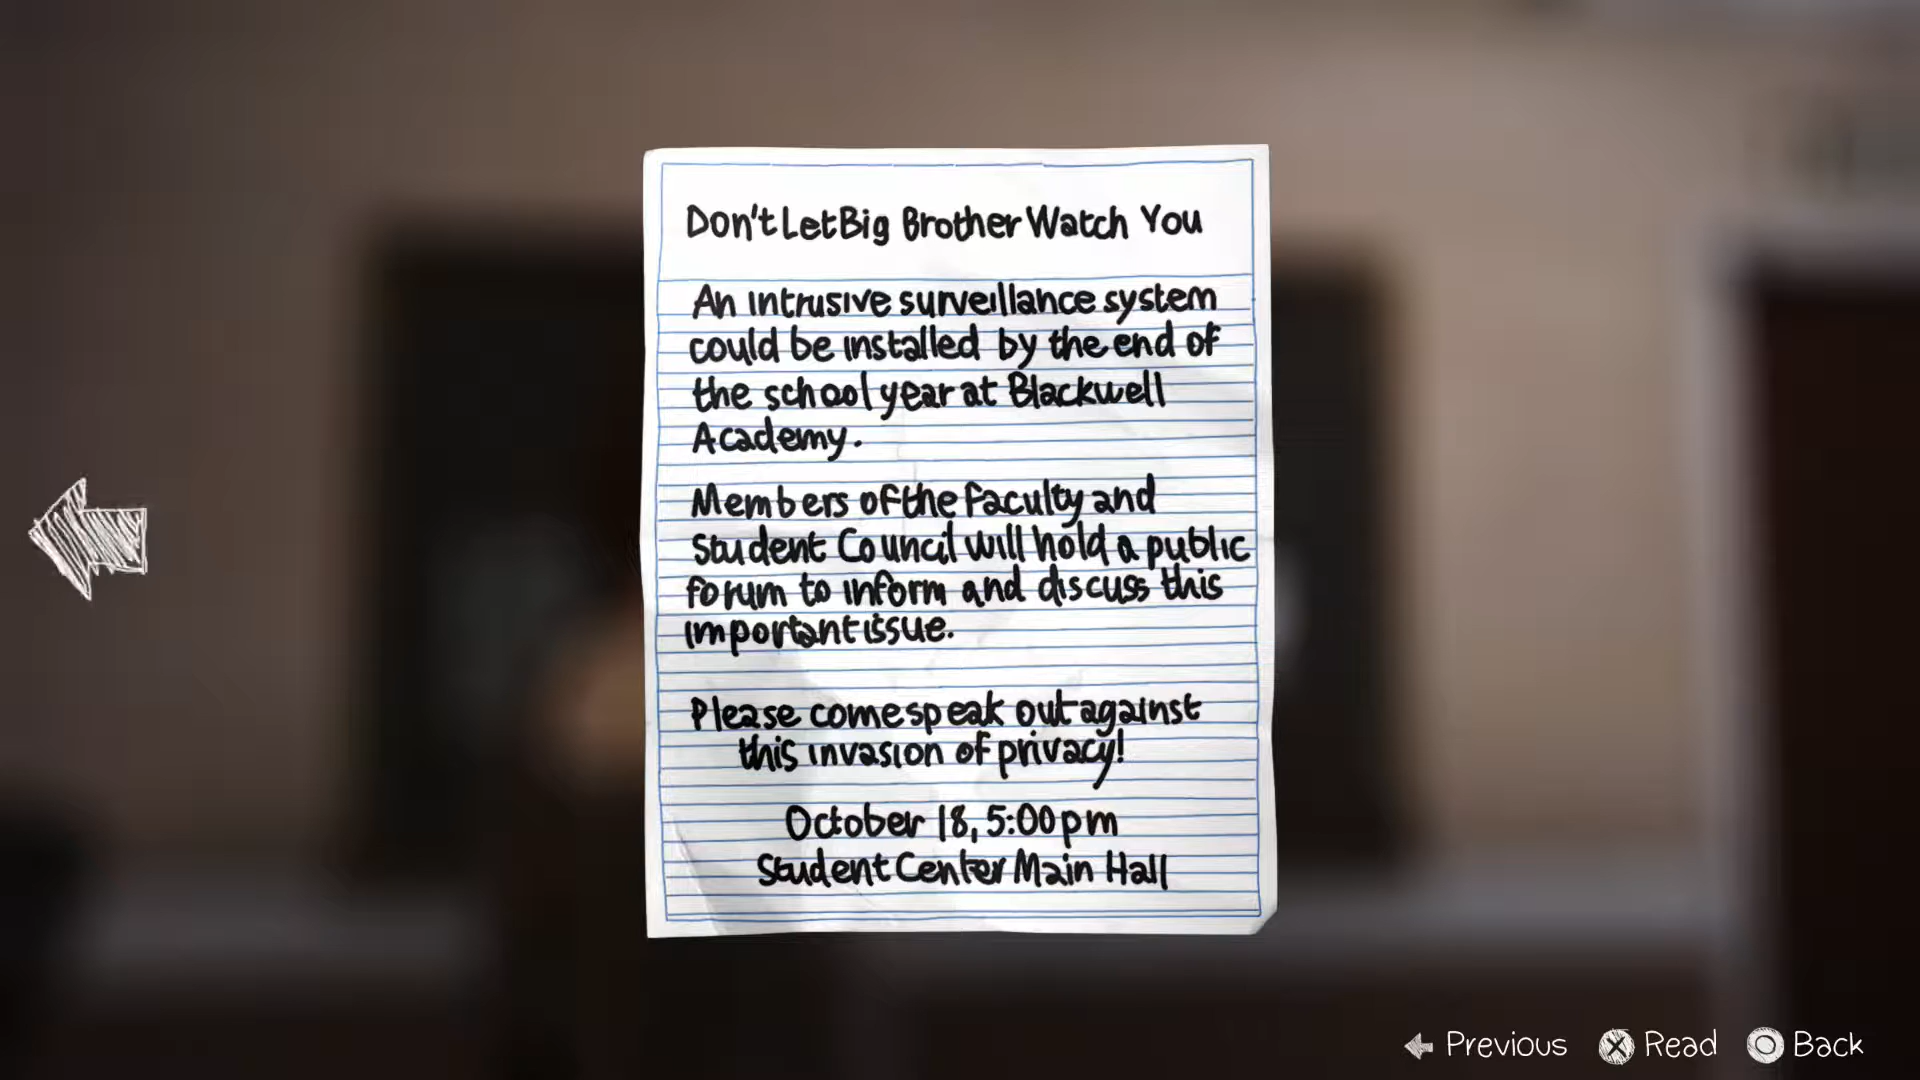 Don't Let Big Brother Watch You
An intrusive surveillance system
could be installed by the end of
the school year at Blackwell
Academy.
Members of the Faculty and
Student Council will hold a public
forum to inform and discuss this
important issue.
Please come speak out against
this invasion of privacy!
October 18, 5:00pm
Student Center Main Hall
Previous Read Back